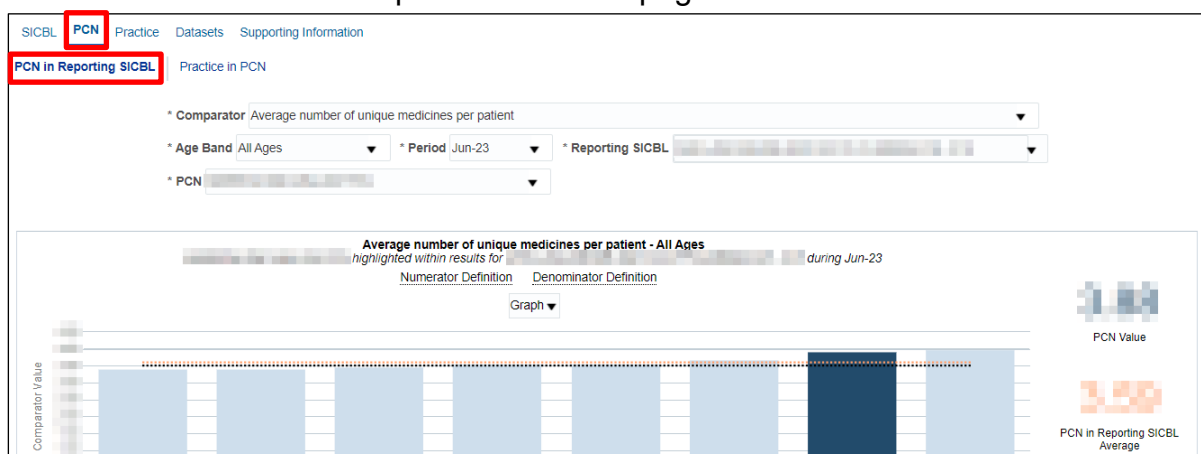 SICBL PCN Practice Datasets Supporting Information
PCN in Reporting SICBL Practice in PCN
* Comparator Average number of unique medicines per patient
* Age Band All Ages * Period Jun-23 * Reporting SICBL
* PCN
Average number of unique medicines per patient - All Ages
highlighted within results for during Jun-23
Numerator Definition Denominator Definition
Graph
PCN Value
Comparator Value
PCN in Reporting SICBL
Average